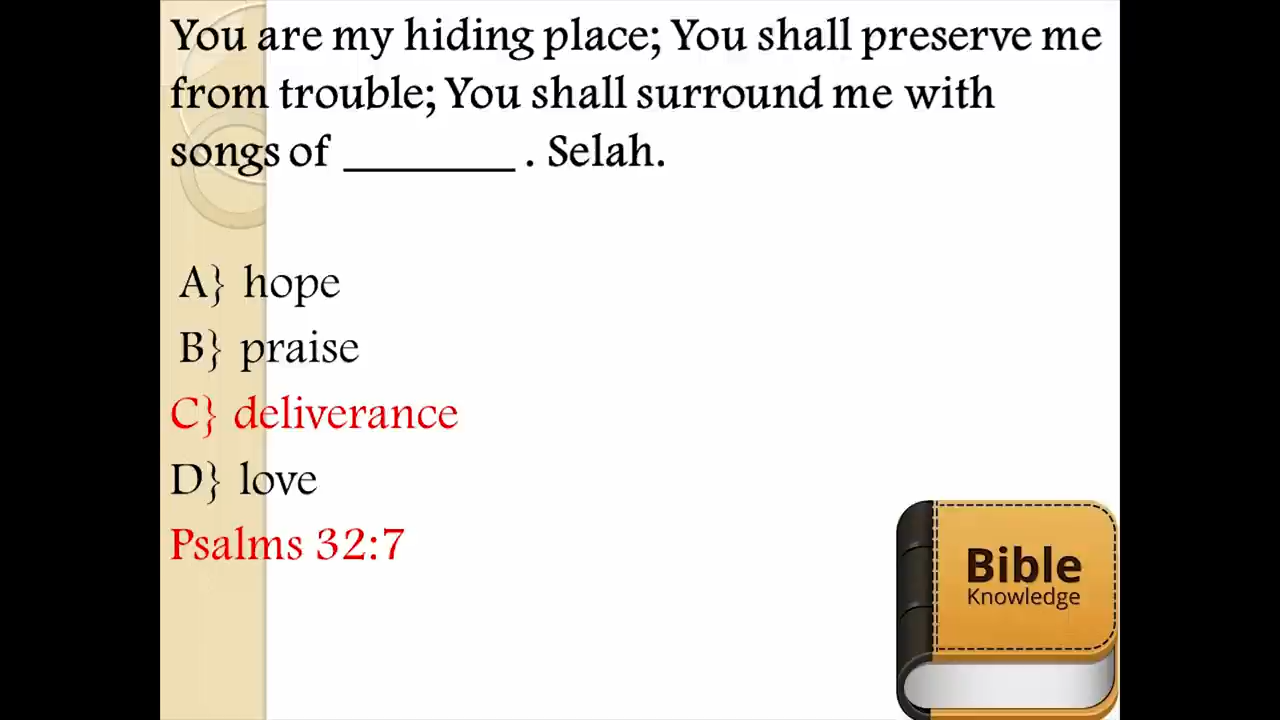 You are my hiding place; You shall preserve me
from trouble; You shall surround me with
songs of ________ . Selah.
A} hope
B} praise
C} deliverance
D} love
Psalms 32:7
Bible
Knowledge